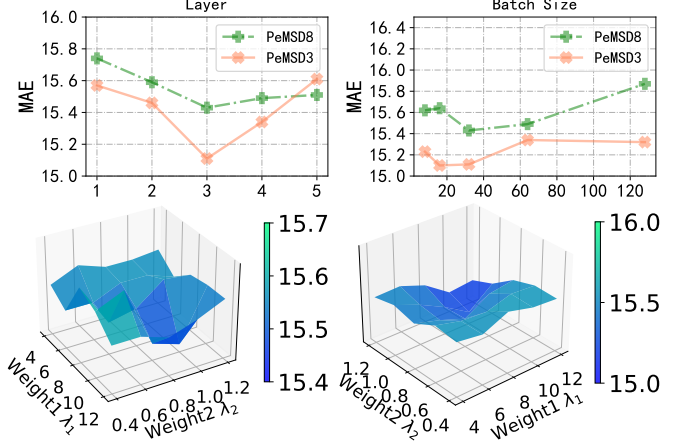 Layer
16.0
15.8
15.6
15.4
15.2
15.0
MAE
PeMSD8
PeMSD3
1 2 3 4 5
Batch Size
16.4
16.2
16.0
15.8
15.6
15.4
15.2
15.0
MAE
PeMSD8
PeMSD3
20 40 60 80 100 120
4 6 8 10 12
Weight1 λ1
0.4 0.6 0.8 1.0 1.2
Weight2 λ2
15.7
15.6
15.5
15.4
1.2 1.0 0.8 0.6 0.4
Weight2 λ2
4 6 8 10 12
Weight1 λ1
16.0
15.5
15.0